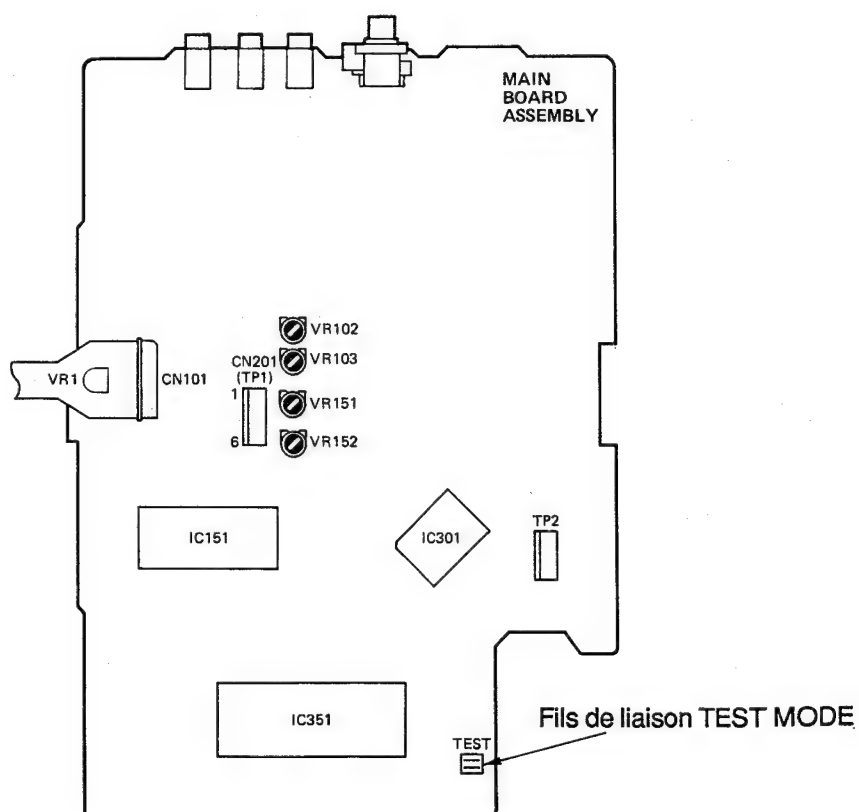 MAIN
BOARD
ASSEMBLY
VR102
CN201
(TP1)
VR103
VR1
CN101
1
VR151
6
VR152
IC151
IC301
TP2
IC351
Fils de liaison TEST MODE
TEST